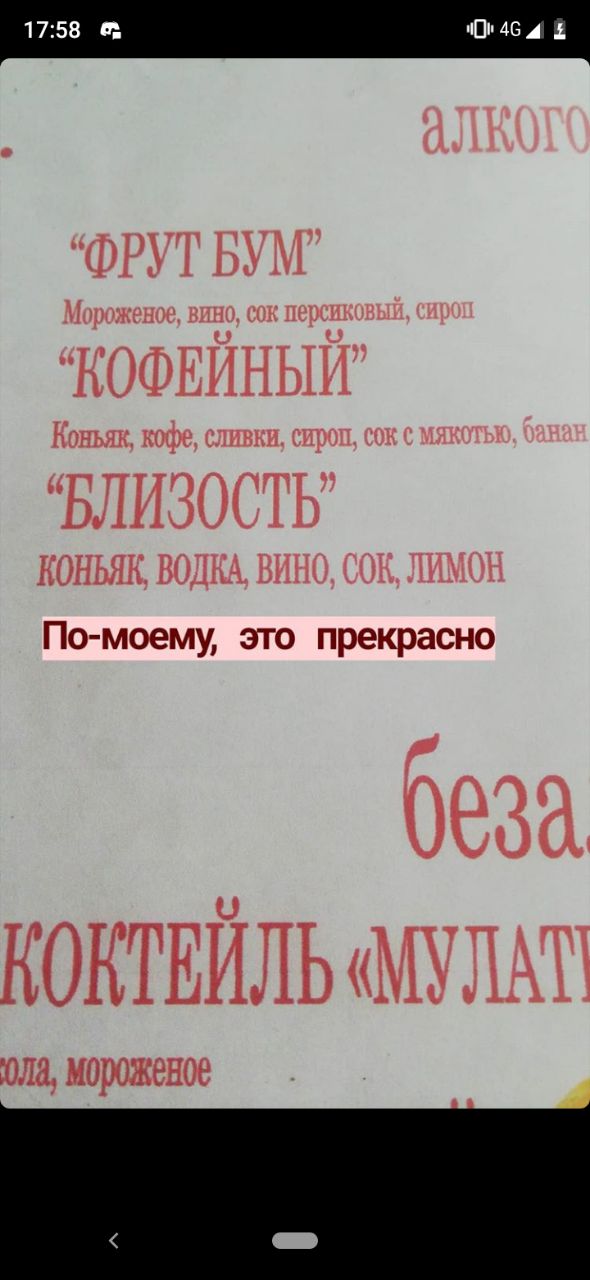 17:58
4G
алкого
"ФРУТ БУМ"
Мороженое, вино, сок персиковый, сироп
"КОФЕЙНЫЙ"
Коньяк, кофе, сливки, сироп, сок с мякотью, банан
"БЛИЗОСТЬ"
КОНЬЯК, ВОДКА, ВИНО, СОК, ЛИМОН
По-моему, это прекрасно
беза
КОКТЕЙЛЬ «МУЛАТ
ола, мороженое